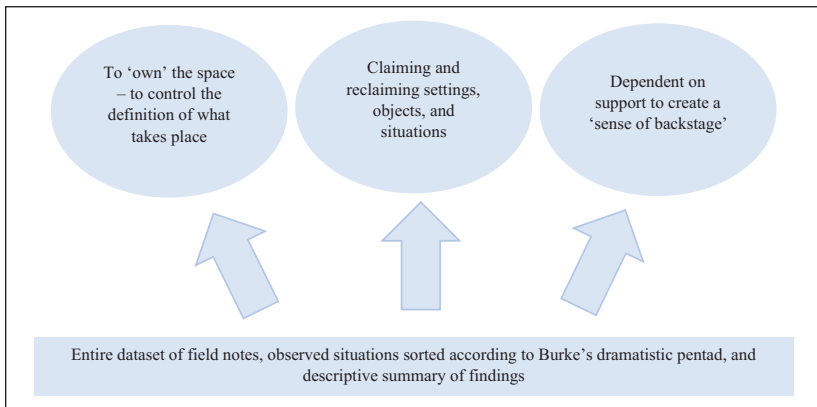 To ‘own’ the space
– to control the
definition of what
takes place
Claiming and
reclaiming settings,
objects, and
situations
Dependent on
support to create a
‘sense of backstage’
Entire dataset of field notes, observed situations sorted according to Burke’s dramatistic pentad, and
descriptive summary of findings